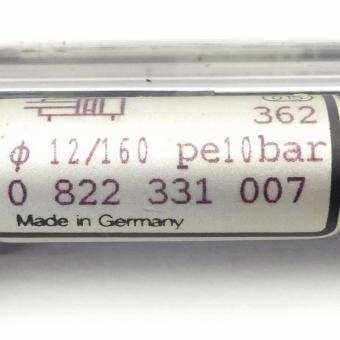 362
ϕ 12/160 pe10bar
0 822 331 007
Made in Germany